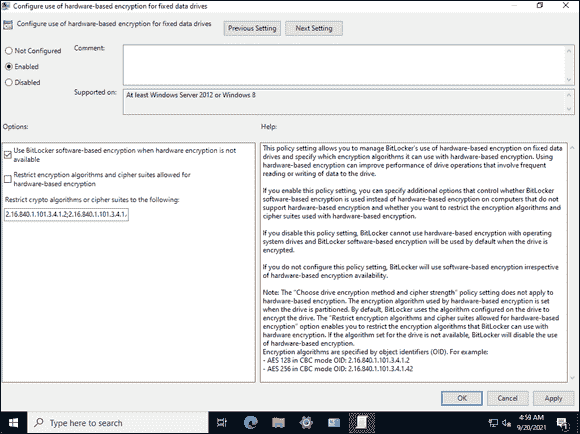 Configure use of hardware-based encryption for fixed data drives
Configure use of hardware-based encryption for fixed data drives
Previous Setting
Next Setting
Not Configured
Enabled
Disabled
Comment:
Supported on:
At least Windows Server 2012 or Windows 8
Options:
Help:
Use BitLocker software-based encryption when hardware encryption is not
available
Restrict encryption algorithms and cipher suites allowed for
hardware-based encryption
Restrict crypto algorithms or cipher suites to the following:
2.16.840.1.101.3.4.1.2;2.16.840.1.101.3.4.1.
This policy setting allows you to manage BitLocker's use of hardware-based encryption on fixed data
drives and specify which encryption algorithms it can use with hardware-based encryption. Using
hardware-based encryption can improve performance of drive operations that involve frequent
reading or writing of data to the drive.
If you enable this policy setting, you can specify additional options that control whether BitLocker
software-based encryption is used instead of hardware-based encryption on computers that do not
support hardware-based encryption and whether you want to restrict the encryption algorithms and
cipher suites used with hardware-based encryption.
If you disable this policy setting, BitLocker cannot use hardware-based encryption with operating
system drives and BitLocker software-based encryption will be used by default when the drive is
encrypted.
If you do not configure this policy setting, BitLocker will use software-based encryption irrespective
of hardware-based encryption availability.
Note: The "Choose drive encryption method and cipher strength" policy setting does not apply to
hardware-based encryption. The encryption algorithm used by hardware-based encryption is set
when the drive is partitioned. By default, BitLocker uses the algorithm configured on the drive to
encrypt the drive. The "Restrict encryption algorithms and cipher suites allowed for hardware-based
encryption" option enables you to restrict the encryption algorithms that BitLocker can use with
hardware encryption. If the algorithm set for the drive is not available, BitLocker will disable the use
of hardware-based encryption.
Encryption algorithms are specified by object identifiers (OID). For example:
- AES 128 in CBC mode OID: 2.16.840.1.101.3.4.1.2
- AES 256 in CBC mode OID: 2.16.840.1.101.3.4.1.42
OK
Cancel
Apply
Type here to search
4:59 AM
9/20/2021